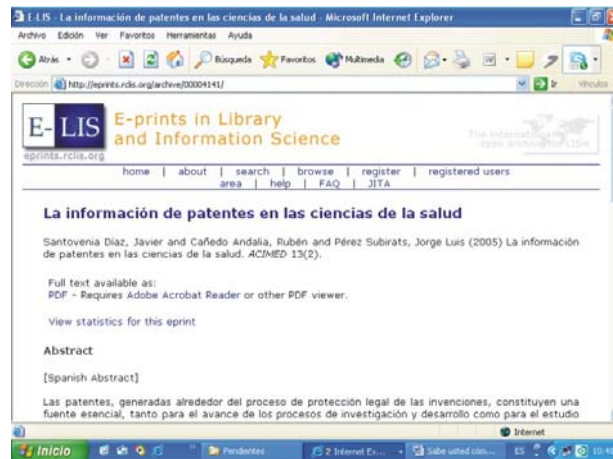 E-LIS - La información de patentes en las ciencias de la salud - Microsoft Internet Explorer
Archivo Edición Ver Favoritos Herramientas Ayuda
Atrás Búsqueda Favoritos Multimedia
Dirección http://eprints.rclis.org/archive/00004141/ Ir Vínculos
E-LIS
eprints.rclis.org
E-prints in Library
and Information Science
The international
open archive for LIS
home | about | search | browse | register | registered users
area | help | FAQ | JITA
La información de patentes en las ciencias de la salud
Santovenia Díaz, Javier and Cañedo Andalia, Rubén and Pérez Subirats, Jorge Luis (2005) La información
de patentes en las ciencias de la salud. ACIMED 13(2).
Full text available as:
PDF - Requires Adobe Acrobat Reader or other PDF viewer.
View statistics for this eprint
Abstract
[Spanish Abstract]
Las patentes, generadas alrededor del proceso de protección legal de las invenciones, constituyen una
fuente esencial, tanto para el avance de los procesos de investigación y desarrollo como para el estudio
Internet
Inicio Pendientes 2 Internet Ex... Sabe usted cóm... ES